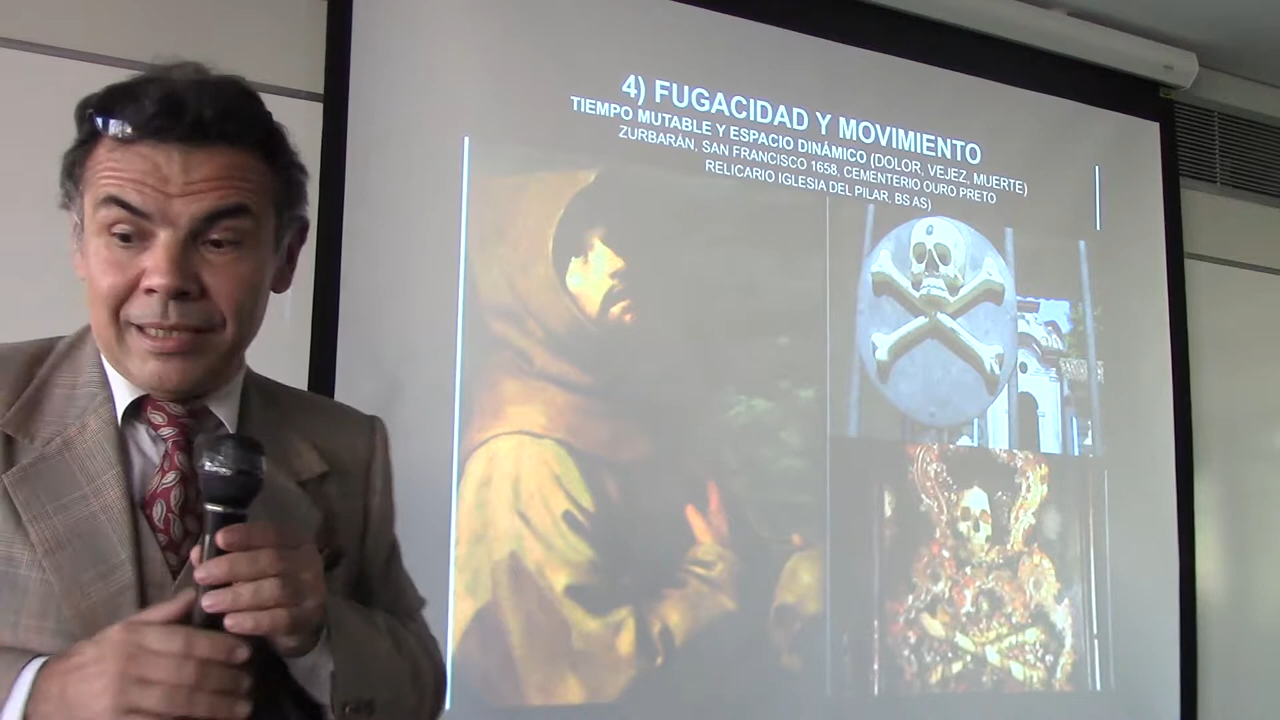 4) FUGACIDAD Y MOVIMIENTO
TIEMPO MUTABLE Y ESPACIO DINÁMICO (DOLOR, VEJEZ, MUERTE)
ZURBARÁN, SAN FRANCISCO 1658, CEMENTERIO OURO PRETO
RELICARIO IGLESIA DEL PILAR, BS AS)